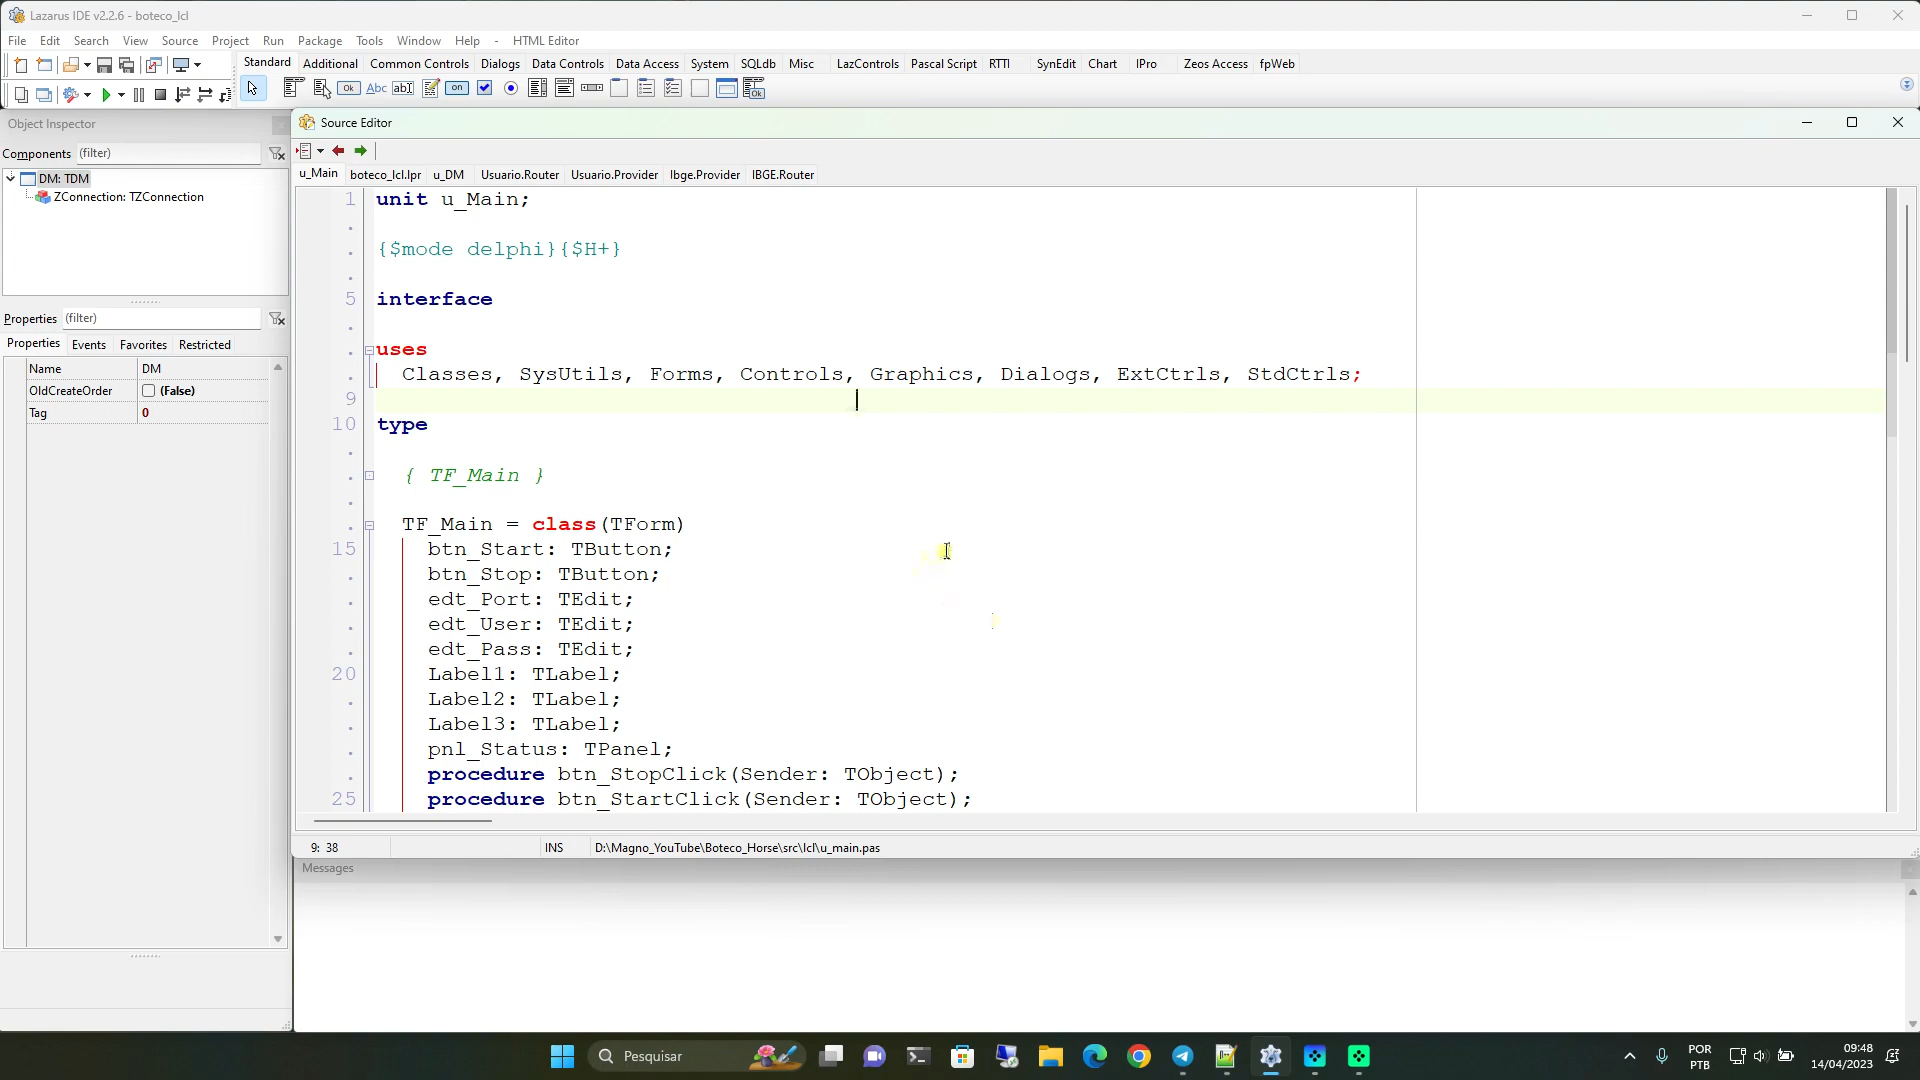 Lazarus IDE v2.2.6 - boteco_lcl
File Edit Search View Source Project Run Package Tools Window Help - HTML Editor
Standard Additional Common Controls Dialogs Data Controls Data Access System SQLdb Misc LazControls Pascal Script RTTI SynEdit Chart IPro Zeos Access fpWeb
Ok Abc abI on Ok
Object Inspector
Components (filter)
DM: TDM
ZConnection: TZConnection
Properties (filter)
Properties Events Favorites Restricted
Name DM
OldCreateOrder (False)
Tag 0
Source Editor
u_Main boteco_lcl.lpr u_DM Usuario.Router Usuario.Provider Ibge.Provider IBGE.Router
1 unit u_Main;
. 
. {$mode delphi}{$H+}
.
5 interface
.
. uses
. Classes, SysUtils, Forms, Controls, Graphics, Dialogs, ExtCtrls, StdCtrls;
9
10 type
.
. { TF_Main }
.
. TF_Main = class(TForm)
15 btn_Start: TButton;
. btn_Stop: TButton;
. edt_Port: TEdit;
. edt_User: TEdit;
. edt_Pass: TEdit;
20 Label1: TLabel;
. Label2: TLabel;
. Label3: TLabel;
. pnl_Status: TPanel;
. procedure btn_StopClick(Sender: TObject);
25 procedure btn_StartClick(Sender: TObject);
9: 38 INS D:\Magno_YouTube\Boteco_Horse\src\lcl\u_main.pas
Messages
Pesquisar
POR
PTB
09:48
14/04/2023